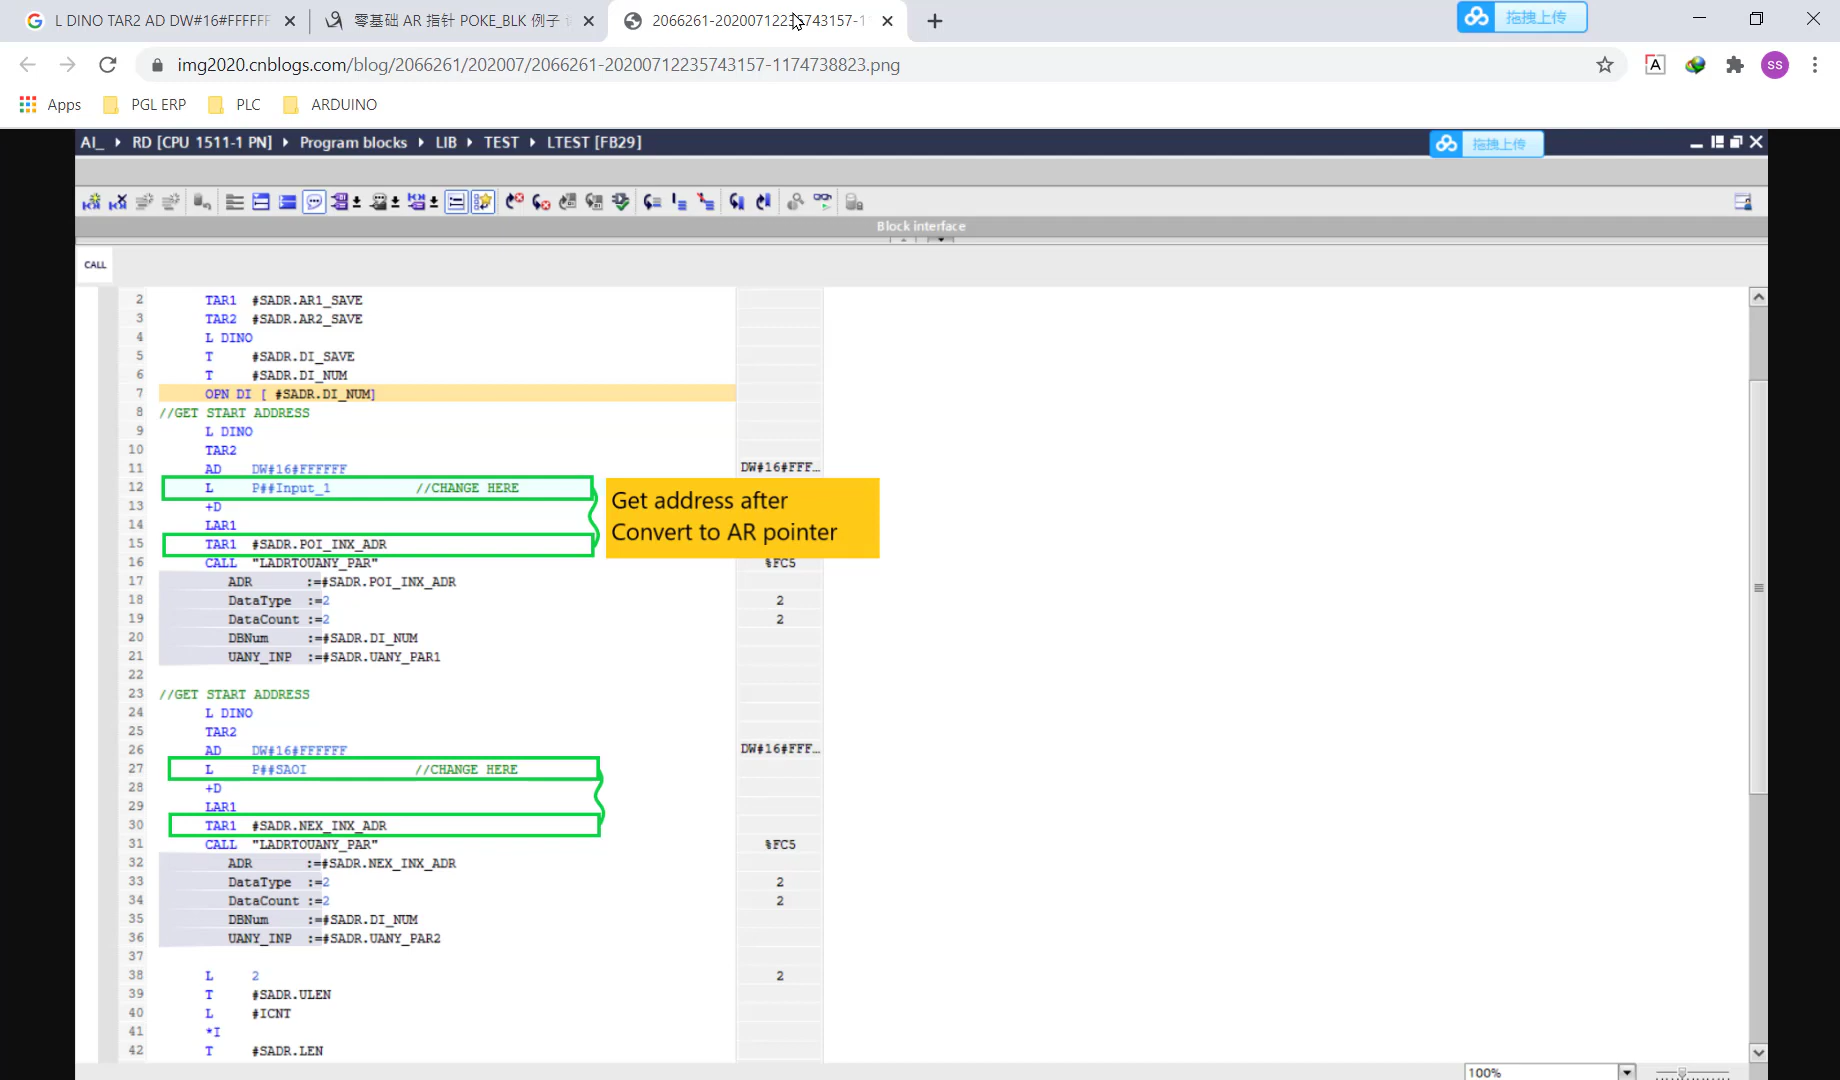 L DINO TAR2 AD DW#16#FFFFFF
零基础 AR 指针 POKE_BLK 例子
2066261-20200712235743157-1
拖拽上传
img2020.cnblogs.com/blog/2066261/202007/2066261-20200712235743157-1174738823.png
A
SS
Apps
PGL ERP
PLC
ARDUINO
AI_ RD [CPU 1511-1 PN] Program blocks LIB TEST LTEST [FB29]
拖拽上传
Block interface
CALL
2 TAR1 #SADR.AR1_SAVE
3 TAR2 #SADR.AR2_SAVE
4 L DINO
5 T #SADR.DI_SAVE
6 T #SADR.DI_NUM
7 OPN DI [ #SADR.DI_NUM]
8 //GET START ADDRESS
9 L DINO
10 TAR2
11 AD DW#16#FFFFFF DW#16#FFF...
12 L P##Input_1 //CHANGE HERE
13 +D
14 LAR1
15 TAR1 #SADR.POI_INX_ADR
Get address after
Convert to AR pointer
16 CALL "LADRTOUANY_PAR" %FC5
17 ADR :=#SADR.POI_INX_ADR
18 DataType :=2 2
19 DataCount :=2 2
20 DBNum :=#SADR.DI_NUM
21 UANY_INP :=#SADR.UANY_PAR1
22
23 //GET START ADDRESS
24 L DINO
25 TAR2
26 AD DW#16#FFFFFF DW#16#FFF...
27 L P##SAOI //CHANGE HERE
28 +D
29 LAR1
30 TAR1 #SADR.NEX_INX_ADR
31 CALL "LADRTOUANY_PAR" %FC5
32 ADR :=#SADR.NEX_INX_ADR
33 DataType :=2 2
34 DataCount :=2 2
35 DBNum :=#SADR.DI_NUM
36 UANY_INP :=#SADR.UANY_PAR2
37
38 L 2 2
39 T #SADR.ULEN
40 L #ICNT
41 *I
42 T #SADR.LEN
100%